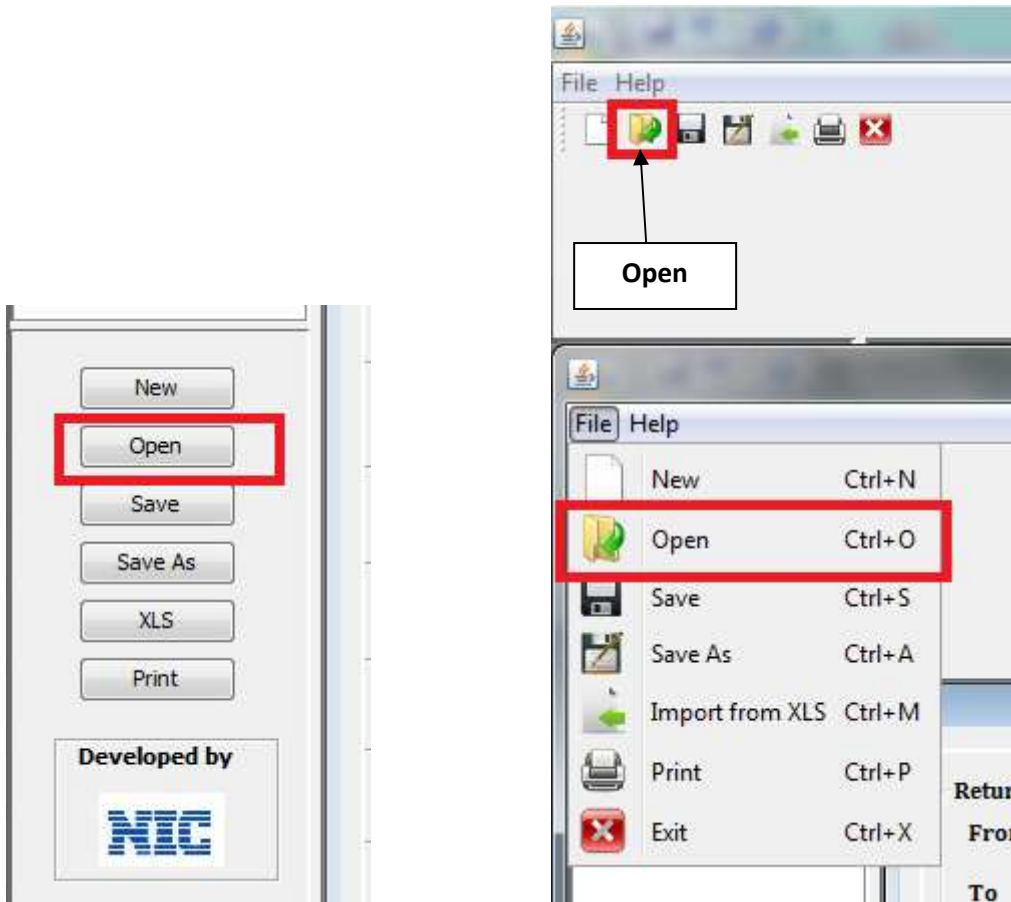 File Help
Open
New
Open
Save
Save As
XLS
Print
Developed by
NIC
File Help
New Ctrl+N
Open Ctrl+O
Save Ctrl+S
Save As Ctrl+A
Import from XLS Ctrl+M
Print Ctrl+P
Exit Ctrl+X
To